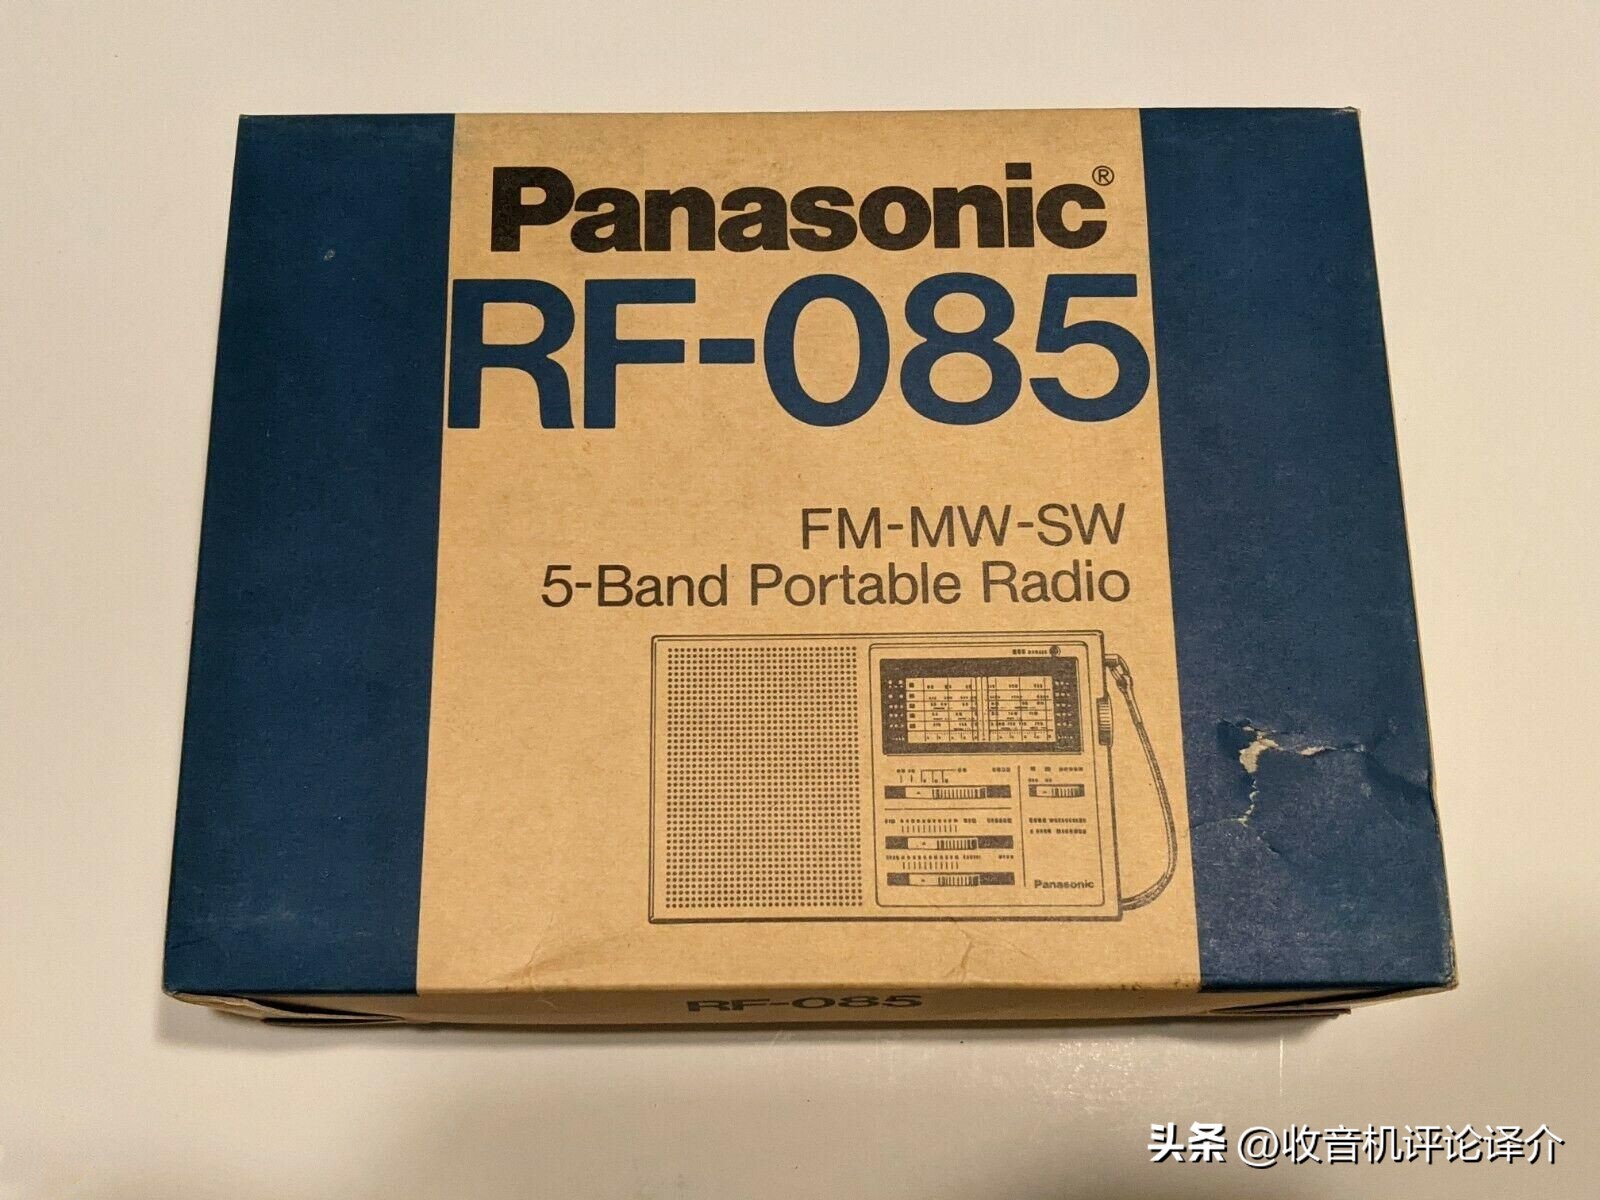 Panasonic®
RF-085
FM-MW-SW
5-Band Portable Radio
Panasonic
RF-085
头条 @收音机评论译介